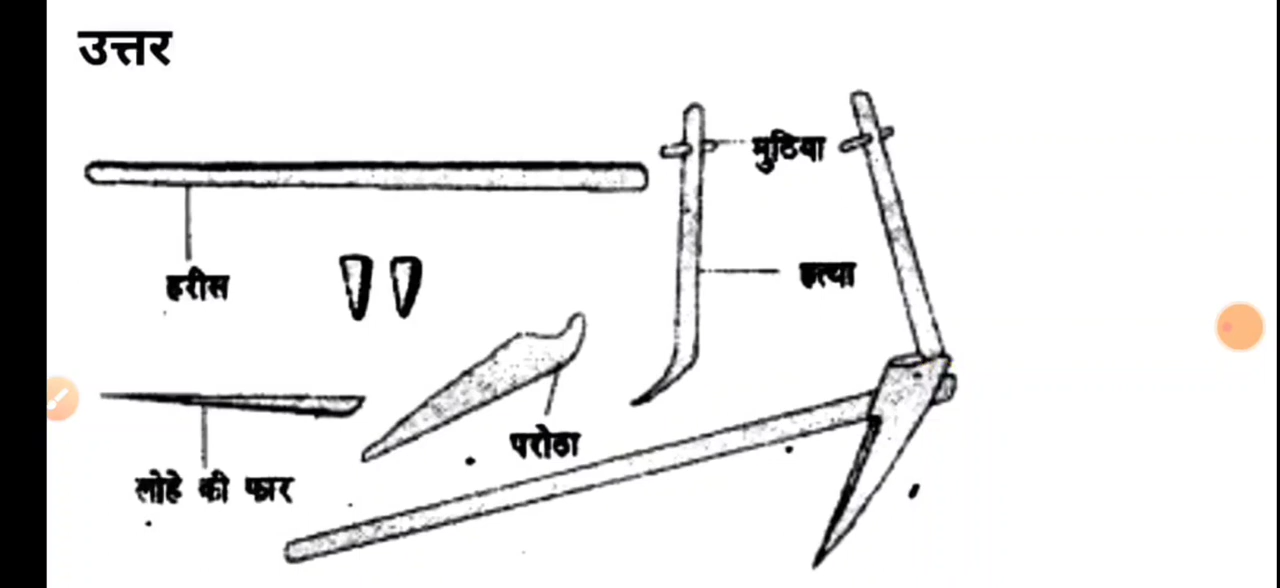 उत्तर
मुठिया
हत्या
हरीस
परोठा
लोहे की फार